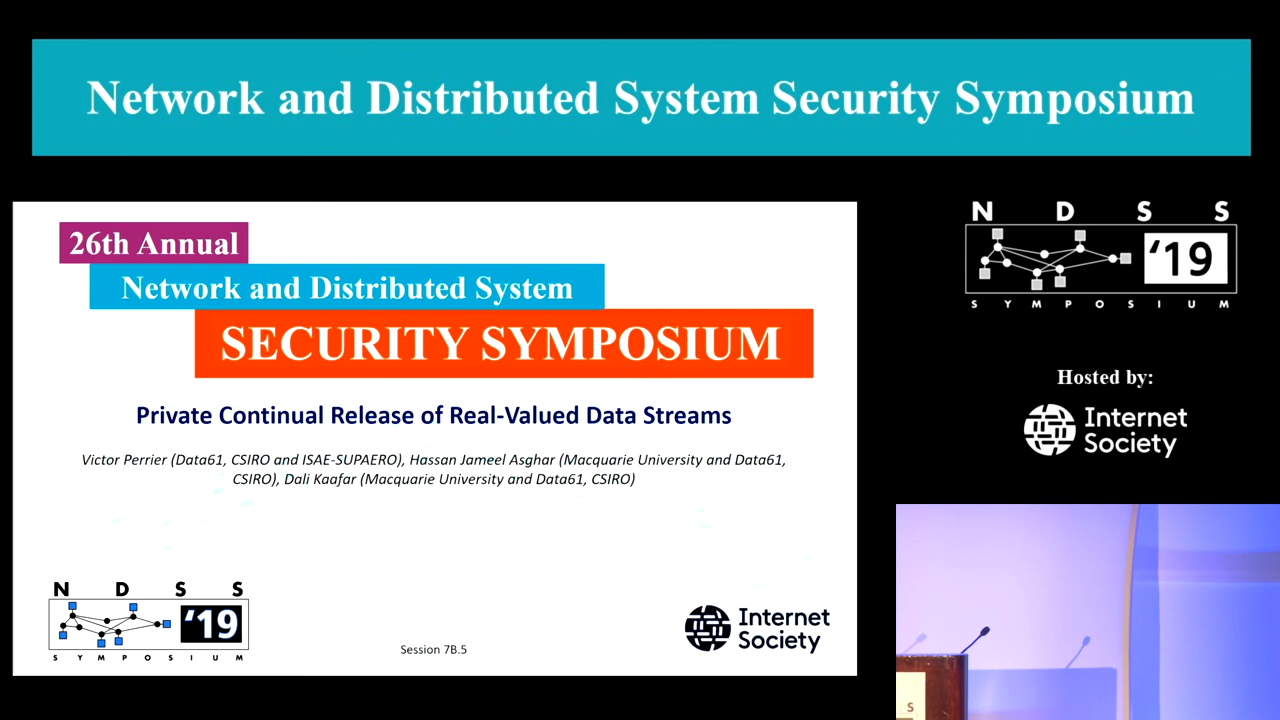 Network and Distributed System Security Symposium
26th Annual
Network and Distributed System
SECURITY SYMPOSIUM
Private Continual Release of Real-Valued Data Streams
Victor Perrier (Data61, CSIRO and ISAE-SUPAERO), Hassan Jameel Asghar (Macquarie University and Data61,
CSIRO), Dali Kaafar (Macquarie University and Data61, CSIRO)
N D S S
'19
S Y M P O S I U M
Session 7B.5
Internet
Society
N D S S
'19
S Y M P O S I U M
Hosted by:
Internet
Society
S